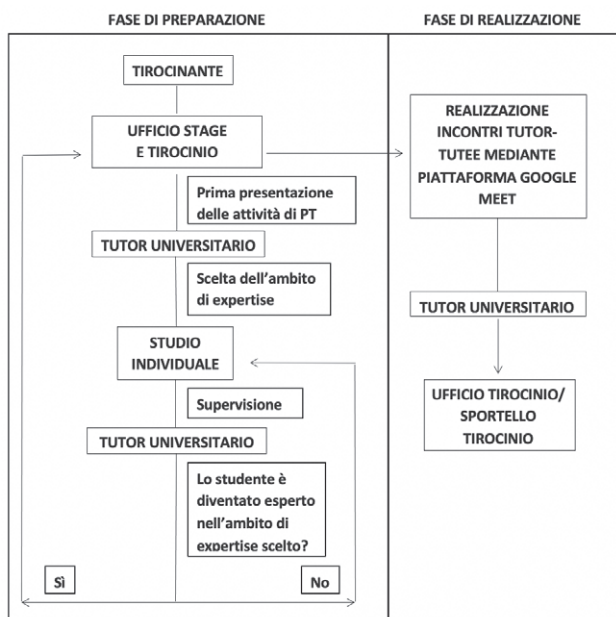 FASE DI PREPARAZIONE
TIROCINANTE
UFFICIO STAGE
E TIROCINIO
Prima presentazione
delle attività di PT
TUTOR UNIVERSITARIO
Scelta dell'ambito
di expertise
STUDIO
INDIVIDUALE
Supervisione
TUTOR UNIVERSITARIO
Lo studente è
diventato esperto
nell'ambito di
expertise scelto?
Sì
No
FASE DI REALIZZAZIONE
REALIZZAZIONE
INCONTRI TUTOR-
TUTEE MEDIANTE
PIATTAFORMA GOOGLE
MEET
TUTOR UNIVERSITARIO
UFFICIO TIROCINIO/
SPORTELLO
TIROCINIO